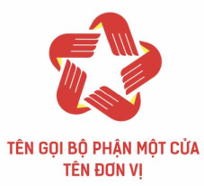 TÊN GỌI BỘ PHẬN MỘT CỬA
TÊN ĐƠN VỊ